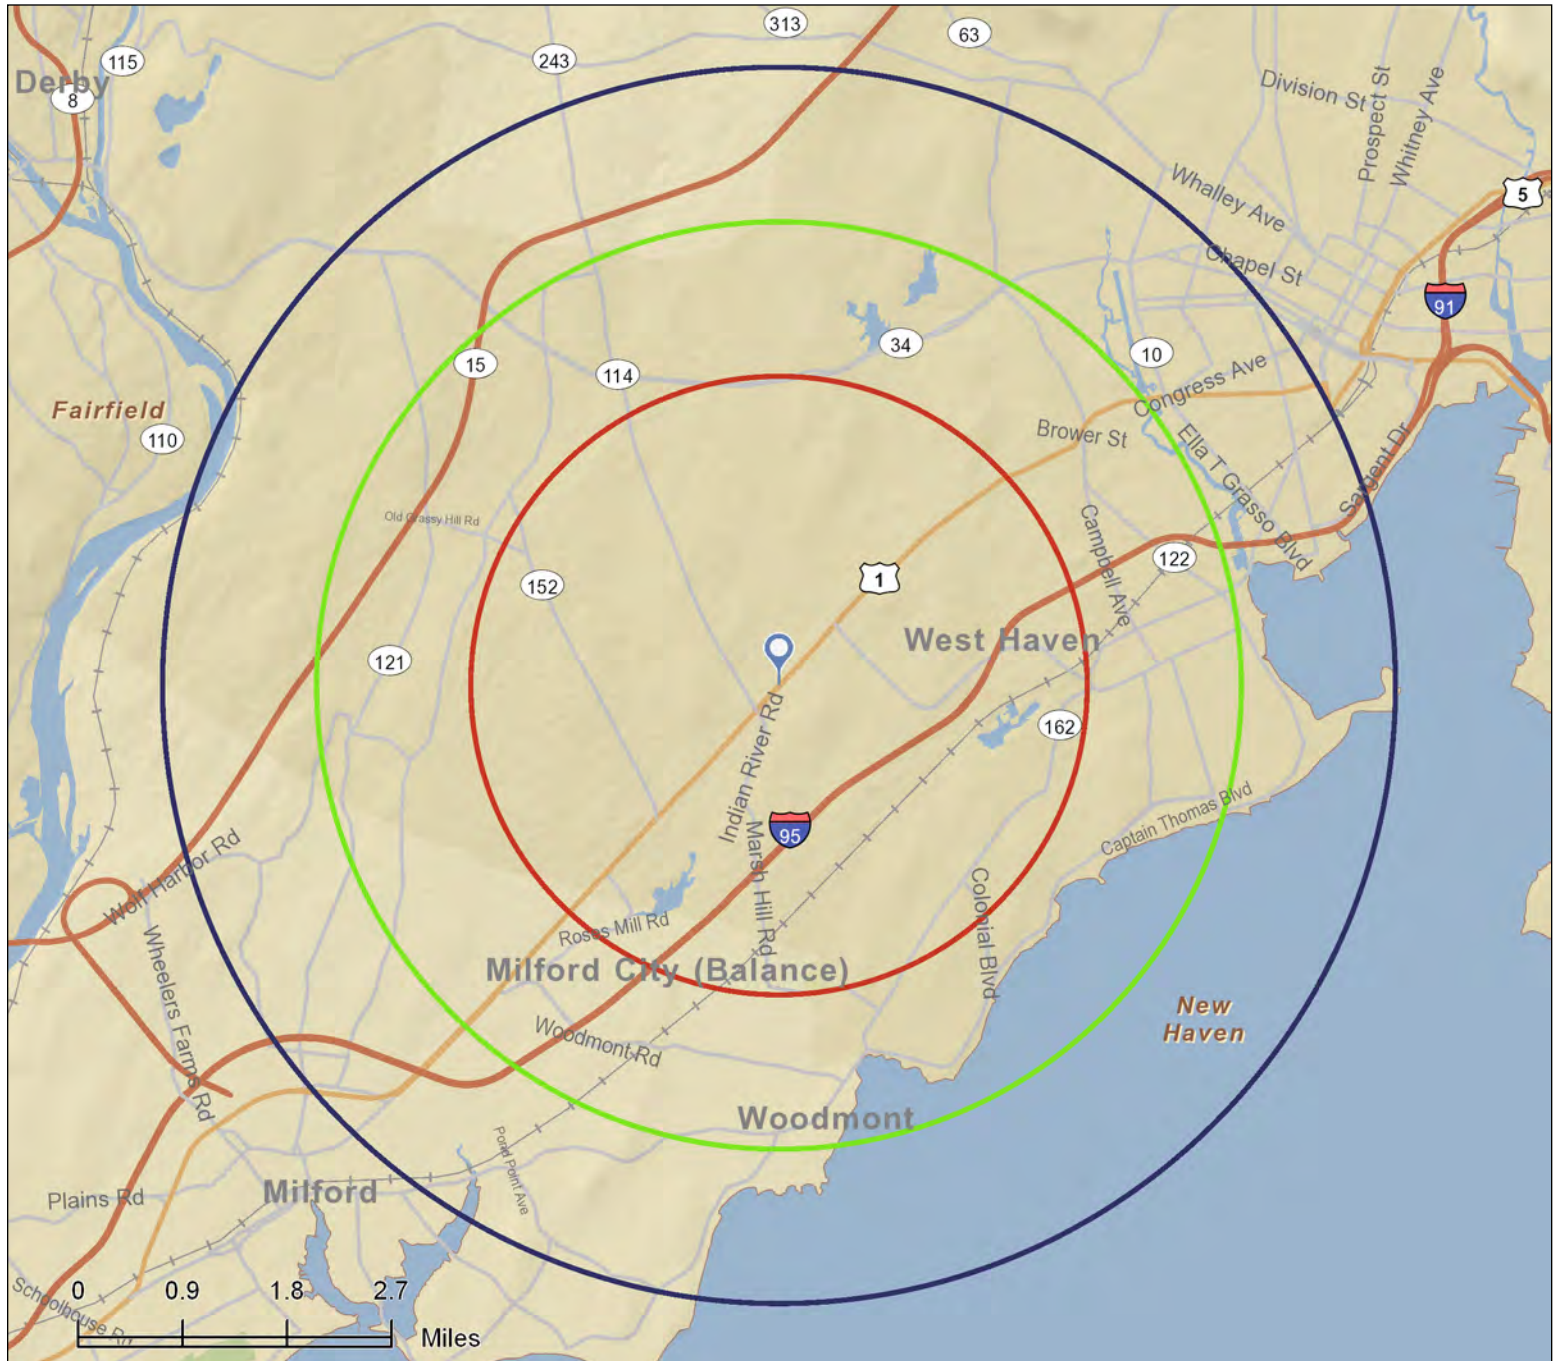 313
63
243
115
Derby
8
Division St
Prospect St
Whitney Ave
Whalley Ave
5
Chapel St
91
34
10
15
114
Congress Ave
Fairfield
110
Brower St
Ella T Grasso Blvd
Sargent Dr
Old Grassy Hill Rd
Campbell Ave
122
152
1
West Haven
121
Indian River Rd
162
Captain Thomas Blvd
95
Marsh Hill Rd
Wolf Harbor Rd
Colonial Blvd
Roses Mill Rd
Wheelers Farms Rd
Milford City (Balance)
New
Haven
Woodmont Rd
Woodmont
Pond Point Ave
Milford
Plains Rd
Schoolhouse Rd
0 0.9 1.8 2.7
Miles